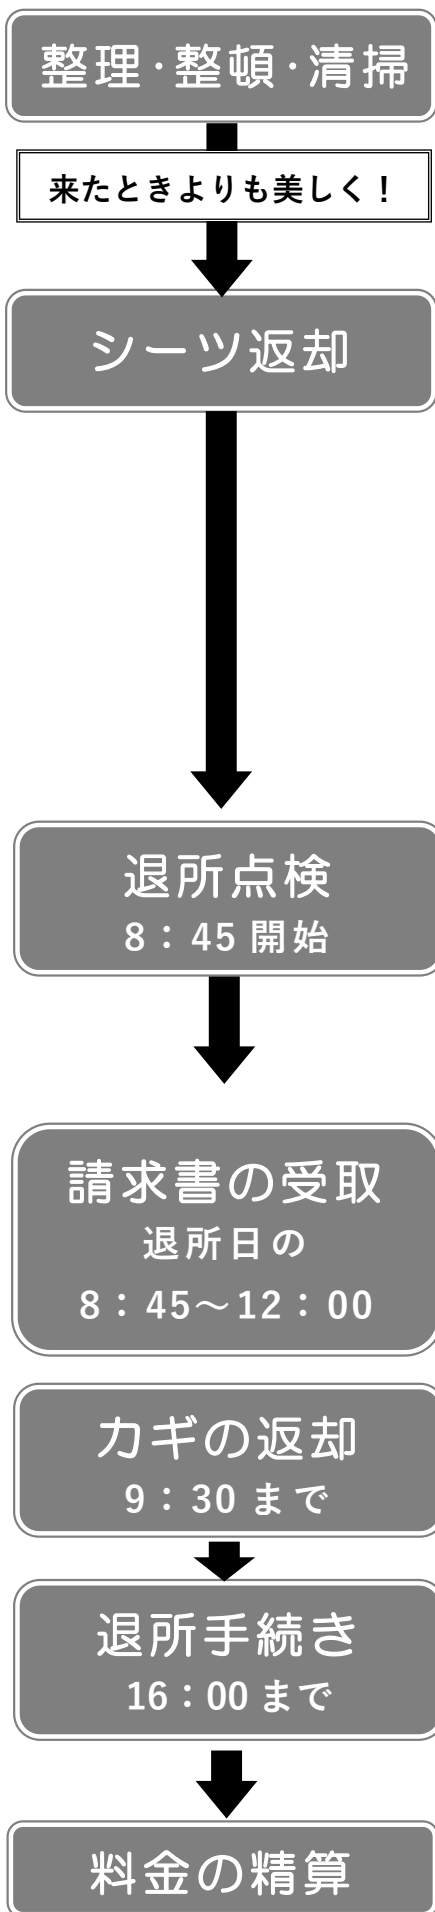 整理・整頓・清掃
来たときよりも美しく！
シーツ返却
退所点検
8：45 開始
請求書の受取
退所日の
8：45～12：00
カギの返却
9：30 まで
退所手続き
16：00 まで
料金の精算